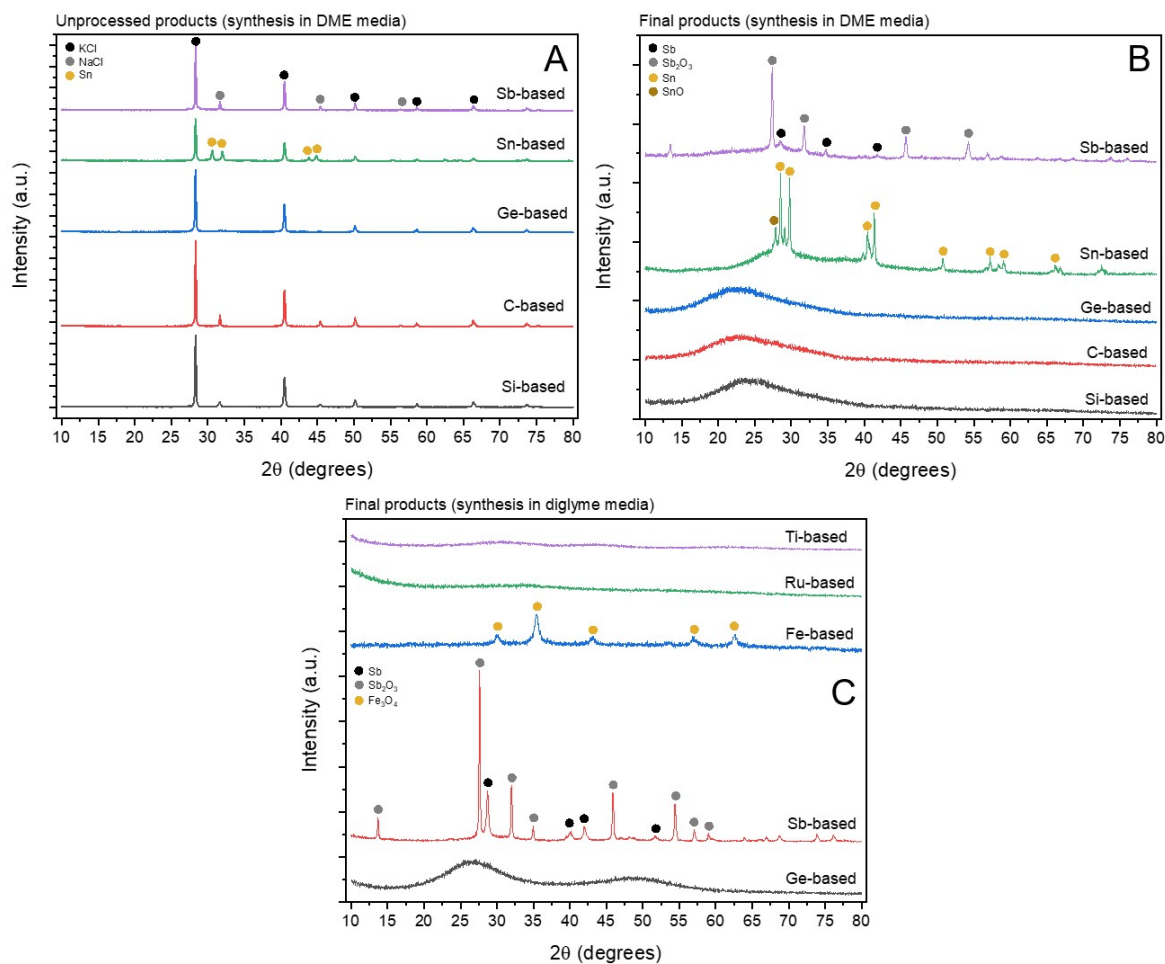 Unprocessed products (synthesis in DME media)
A
KCl
NaCl
Sn
Sb-based
Sn-based
Ge-based
C-based
Si-based
Intensity (a.u.)
10 15 20 25 30 35 40 45 50 55 60 65 70 75 80
2θ (degrees)
Final products (synthesis in DME media)
B
Sb
Sb₂O₃
Sn
SnO
Sb-based
Sn-based
Ge-based
C-based
Si-based
Intensity (a.u.)
10 15 20 25 30 35 40 45 50 55 60 65 70 75 80
2θ (degrees)
Final products (synthesis in diglyme media)
Ti-based
Ru-based
Fe-based
Sb
Sb₂O₃
Fe₃O₄
C
Sb-based
Ge-based
Intensity (a.u.)
10 15 20 25 30 35 40 45 50 55 60 65 70 75 80
2θ (degrees)